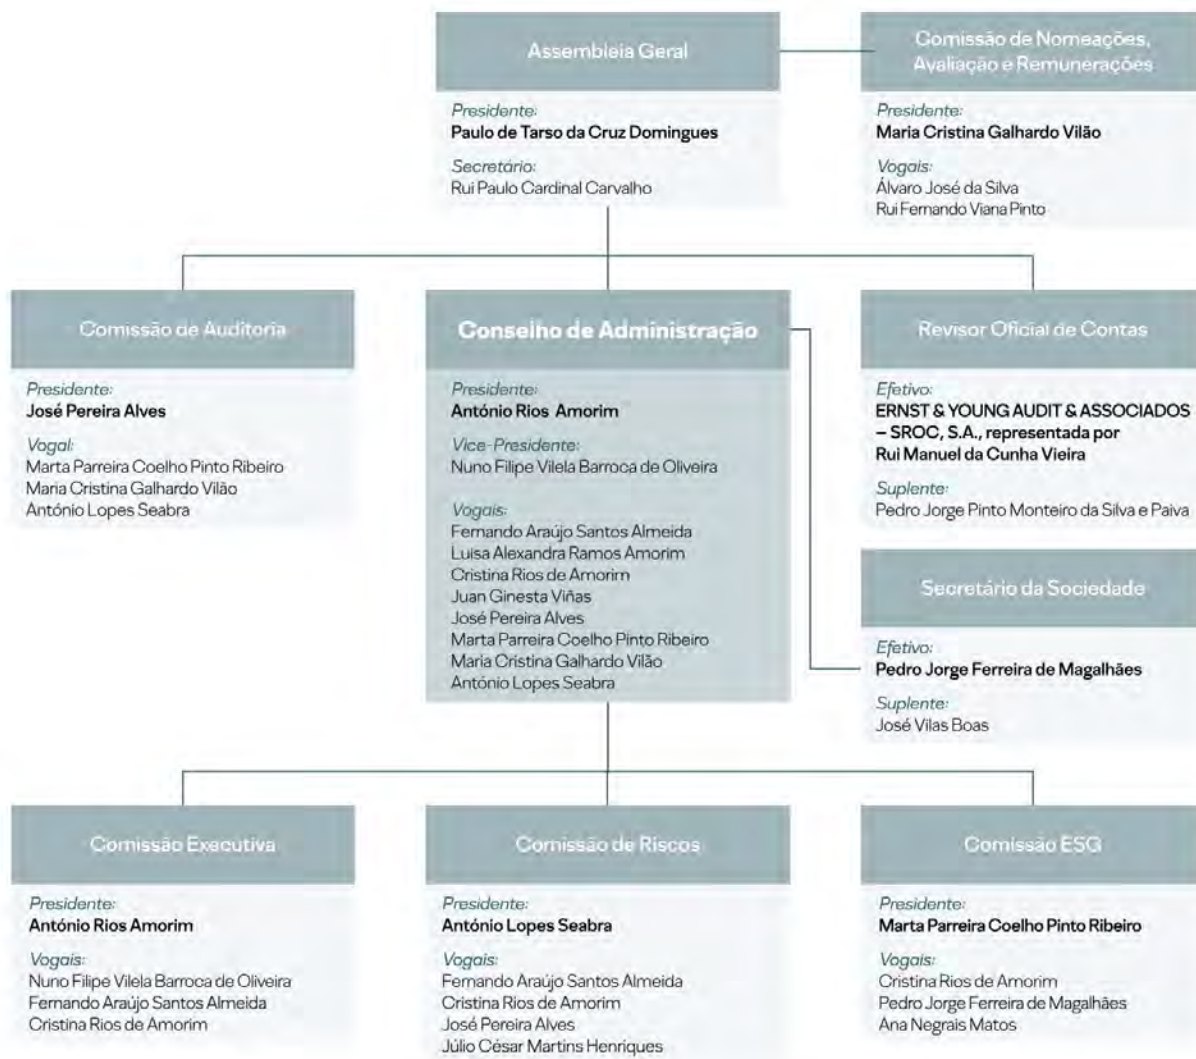 Assembleia Geral
Presidente:
Paulo de Tarso da Cruz Domingues
Secretário:
Rui Paulo Cardinal Carvalho
Comissão de Nomeações,
Avaliação e Remunerações
Presidente:
Maria Cristina Galhardo Vilão
Vogais:
Álvaro José da Silva
Rui Fernando Viana Pinto
Comissão de Auditoria
Presidente:
José Pereira Alves
Vogal:
Marta Parreira Coelho Pinto Ribeiro
Maria Cristina Galhardo Vilão
António Lopes Seabra
Conselho de Administração
Presidente:
António Rios Amorim
Vice-Presidente:
Nuno Filipe Vilela Barroca de Oliveira
Vogais:
Fernando Araújo Santos Almeida
Luisa Alexandra Ramos Amorim
Cristina Rios de Amorim
Juan Ginesta Viñas
José Pereira Alves
Marta Parreira Coelho Pinto Ribeiro
Maria Cristina Galhardo Vilão
António Lopes Seabra
Revisor Oficial de Contas
Efetivo:
ERNST & YOUNG AUDIT & ASSOCIADOS
– SROC, S.A., representada por
Rui Manuel da Cunha Vieira
Suplente:
Pedro Jorge Pinto Monteiro da Silva e Paiva
Secretário da Sociedade
Efetivo:
Pedro Jorge Ferreira de Magalhães
Suplente:
José Vilas Boas
Comissão Executiva
Presidente:
António Rios Amorim
Vogais:
Nuno Filipe Vilela Barroca de Oliveira
Fernando Araújo Santos Almeida
Cristina Rios de Amorim
Comissão de Riscos
Presidente:
António Lopes Seabra
Vogais:
Fernando Araújo Santos Almeida
Cristina Rios de Amorim
José Pereira Alves
Júlio César Martins Henriques
Comissão ESG
Presidente:
Marta Parreira Coelho Pinto Ribeiro
Vogais:
Cristina Rios de Amorim
Pedro Jorge Ferreira de Magalhães
Ana Negrais Matos